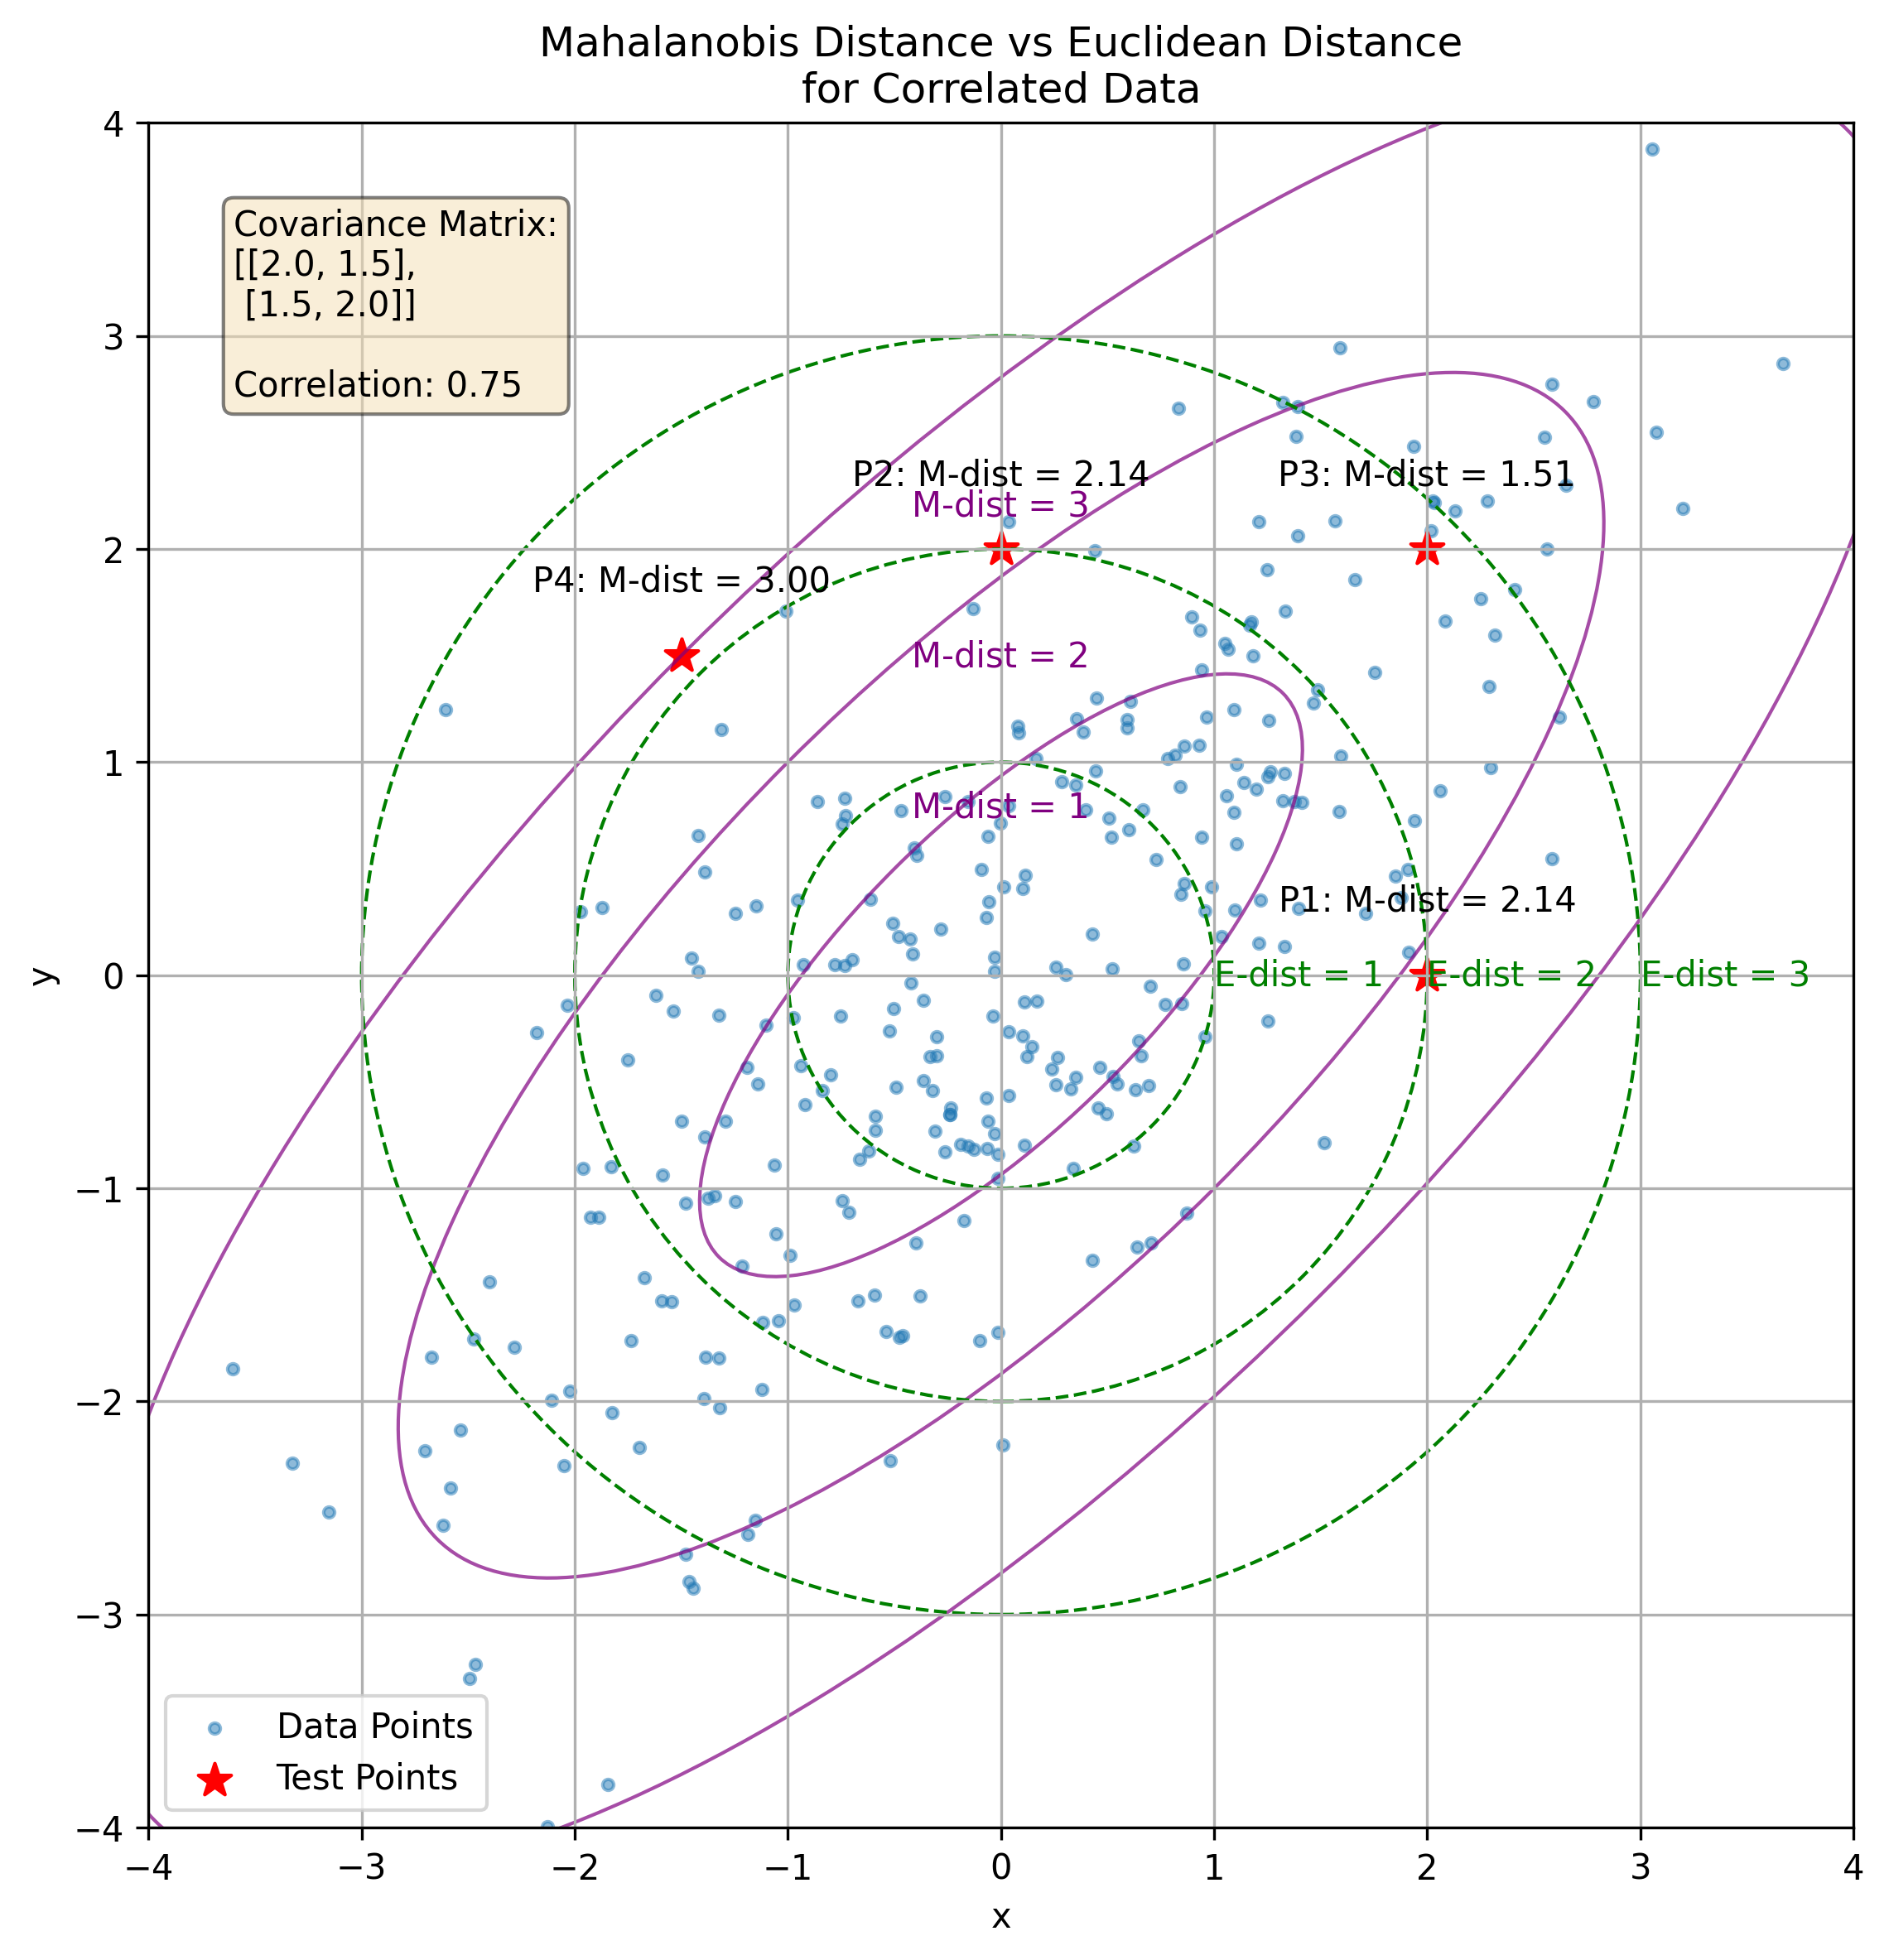 Mahalanobis Distance vs Euclidean Distance
for Correlated Data
4
3
2
1
0
−1
−2
−3
−4
y
Covariance Matrix:
[[2.0, 1.5],
[1.5, 2.0]]
Correlation: 0.75
P2: M-dist = 2.14
P3: M-dist = 1.51
M-dist = 3
P4: M-dist = 3.00
M-dist = 2
M-dist = 1
P1: M-dist = 2.14
E-dist = 1
E-dist = 2
E-dist = 3
Data Points
Test Points
−4
−3
−2
−1
0
1
2
3
4
x